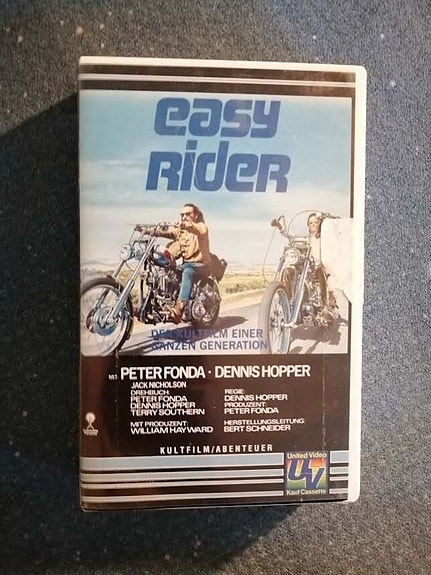 easy
Rider
DER KULTFILM EINER
GANZEN GENERATION
MIT PETER FONDA · DENNIS HOPPER
JACK NICHOLSON
DREHBUCH:
PETER FONDA
DENNIS HOPPER
TERRY SOUTHERN
MIT PRODUZENT:
WILLIAM HAYWARD
REGIE:
DENNIS HOPPER
PRODUZENT:
PETER FONDA
HERSTELLUNGSLEITUNG:
BERT SCHNEIDER
KULTFILM/ABENTEUER
United Video
UV
Kauf Cassette